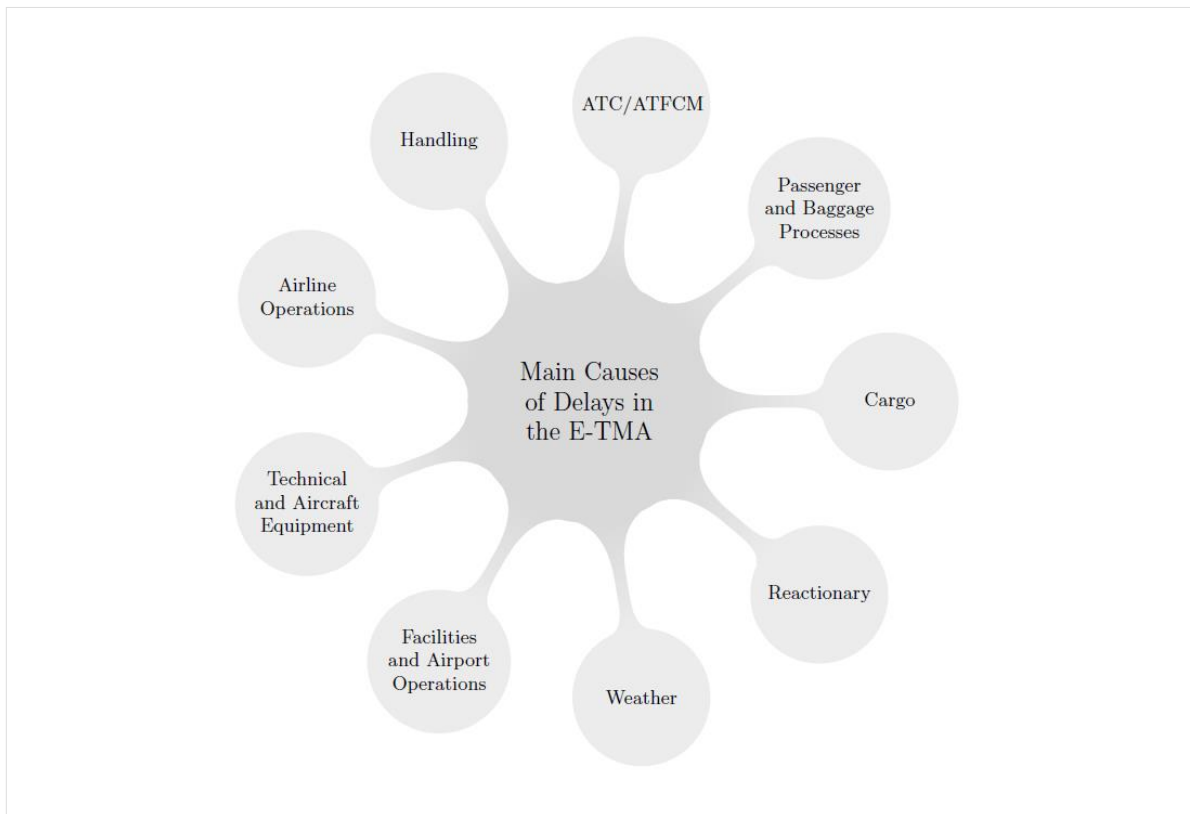 ATC/ATFCM
Handling
Passenger
and Baggage
Processes
Airline
Operations
Main Causes
of Delays in
the E-TMA
Cargo
Technical
and Aircraft
Equipment
Reactionary
Facilities
and Airport
Operations
Weather